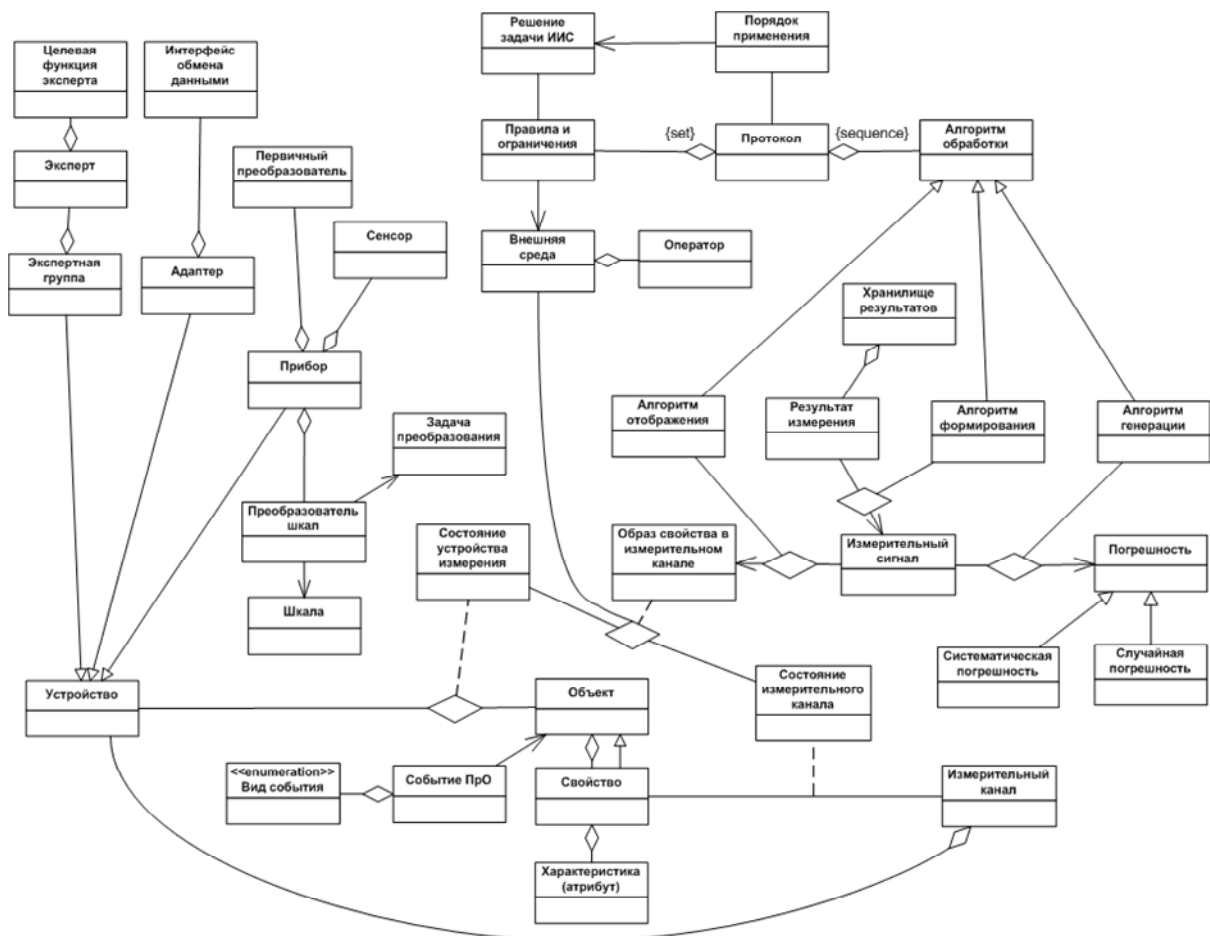 Решение
задачи ИИС
Порядок
применения
Целевая
функция
эксперта
Интерфейс
обмена
данными
Правила и
ограничения
{set}
Протокол
{sequence}
Алгоритм
обработки
Эксперт
Первичный
преобразователь
Сенсор
Внешняя
среда
Оператор
Экспертная
группа
Адаптер
Хранилище
результатов
Прибор
Алгоритм
отображения
Результат
измерения
Алгоритм
формирования
Алгоритм
генерации
Задача
преобразования
Преобразователь
шкал
Состояние
устройства
измерения
Образ свойства в
измерительном
канале
Измерительный
сигнал
Погрешность
Шкала
Систематическая
погрешность
Случайная
погрешность
Устройство
Объект
Состояние
измерительного
канала
<<enumeration>>
Вид события
Событие ПрО
Свойство
Измерительный
канал
Характеристика
(атрибут)